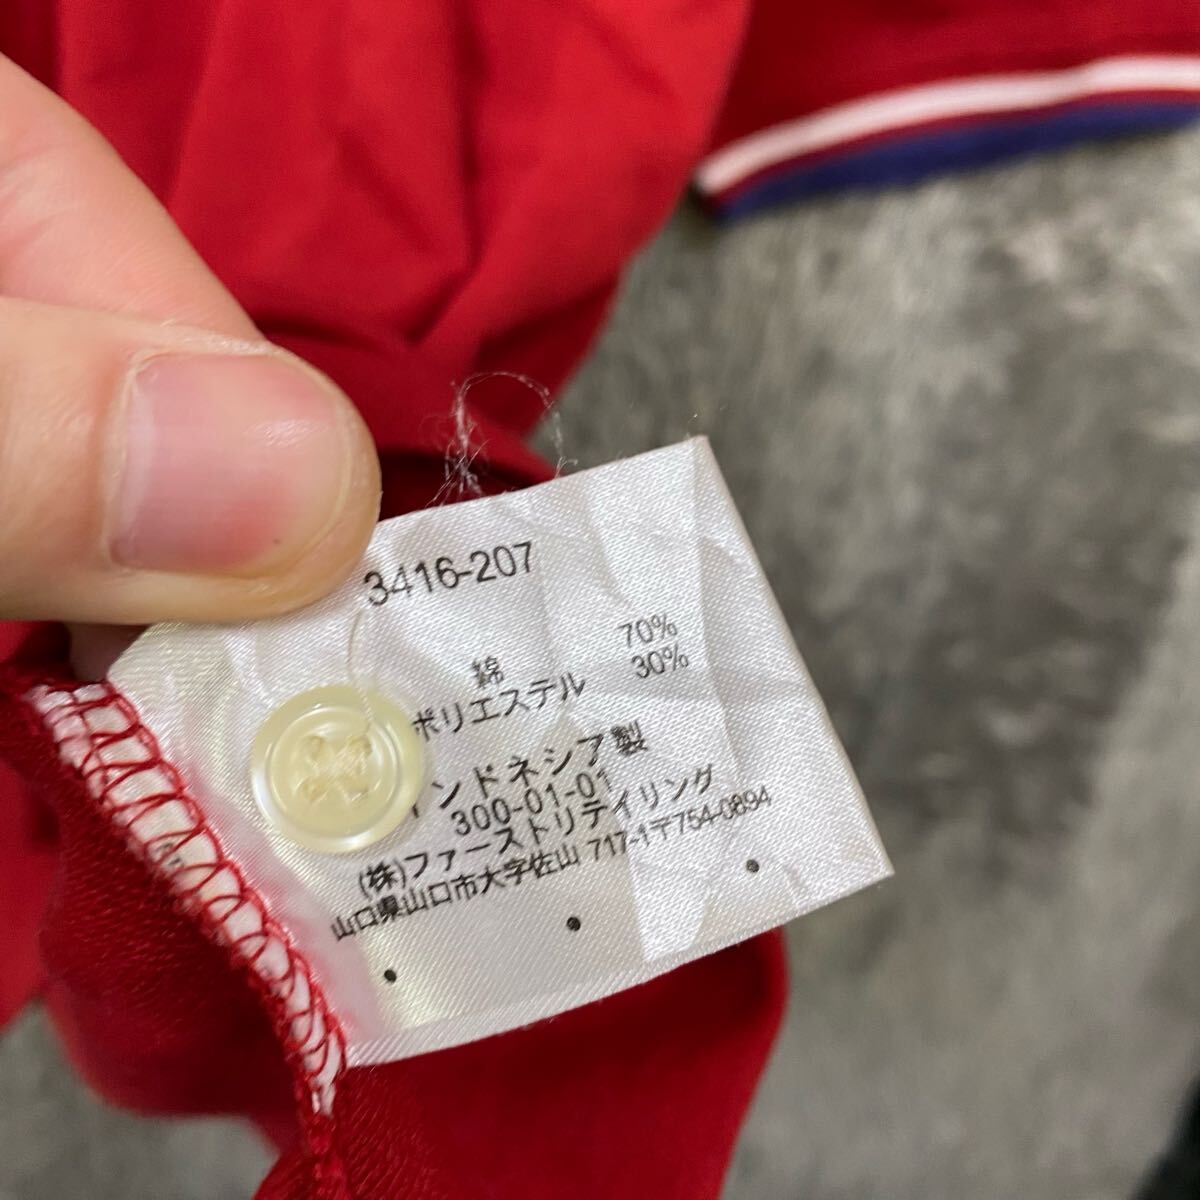 3416-207
綿 70%
ポリエステル 30%
インドネシア製
300-01-01
(株)ファーストリテイリング
山口県山口市大字佐山 717-1〒754-0894